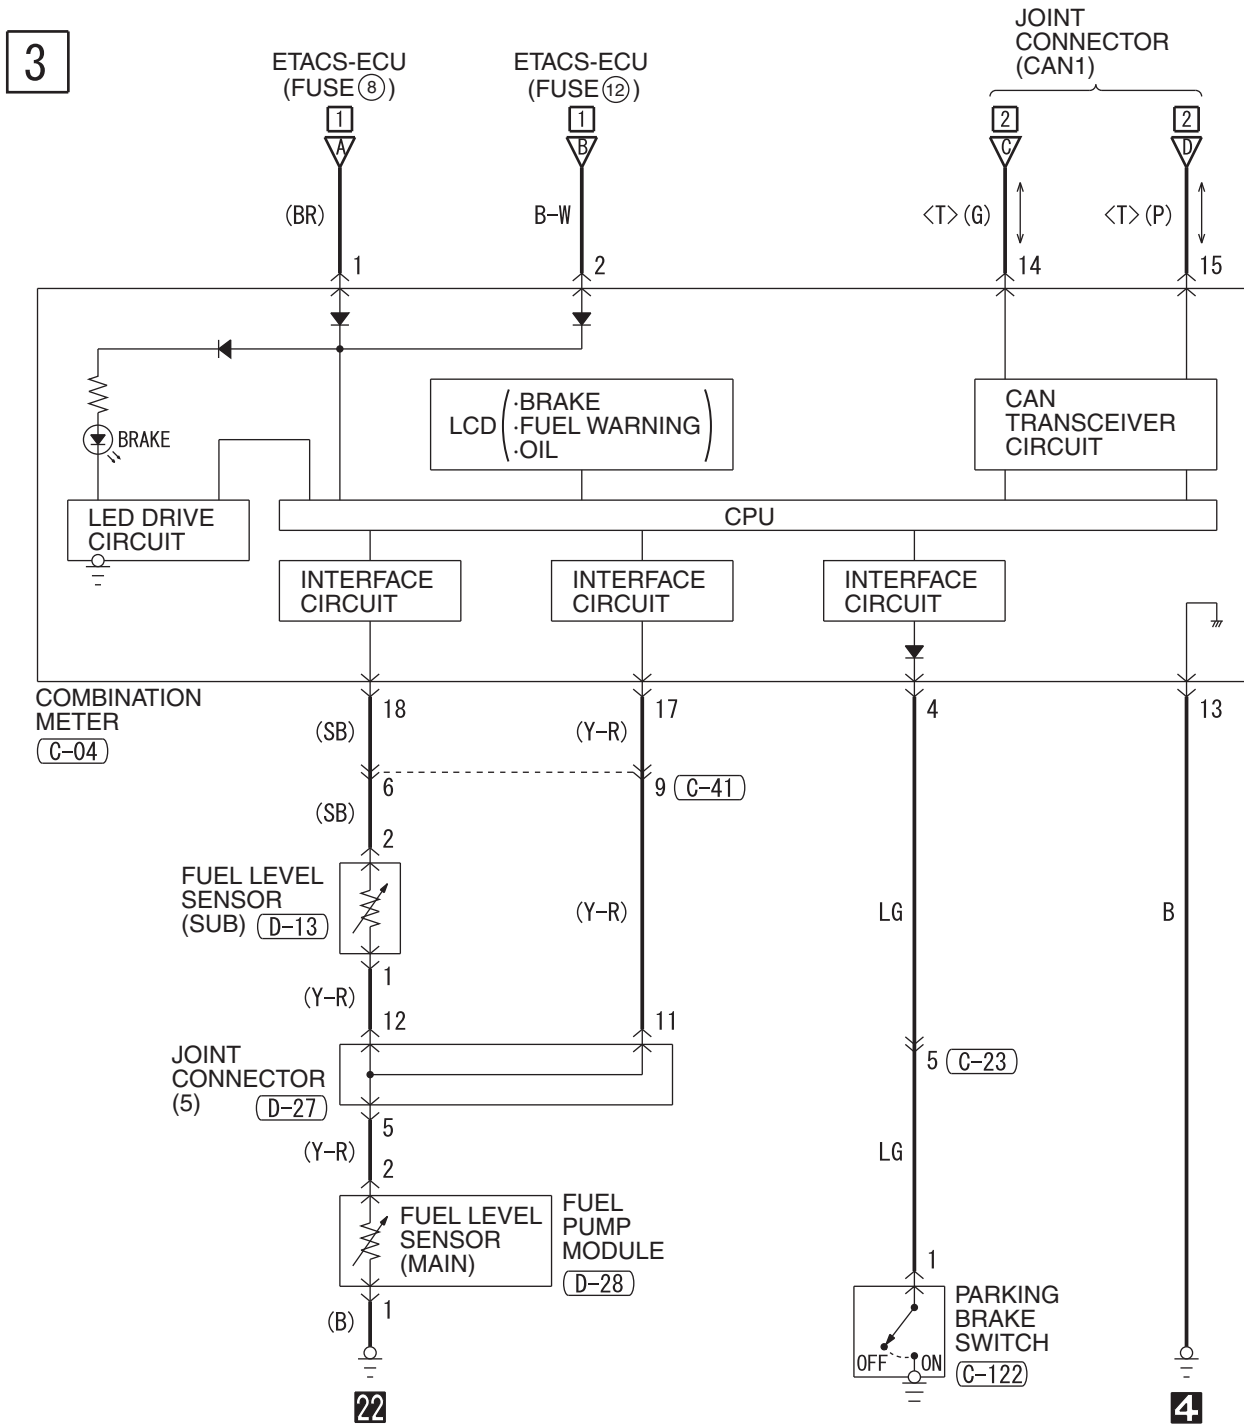 3
ETACS-ECU
(FUSE⑧)
ETACS-ECU
(FUSE⑫)
JOINT
CONNECTOR
(CAN1)
1
1
2
2
A
B
C
D
(BR)
B-W
<T>(G)
<T>(P)
1
2
14
15
LCD
·BRAKE
·FUEL WARNING
·OIL
CAN
TRANSCEIVER
CIRCUIT
BRAKE
LED DRIVE
CIRCUIT
CPU
INTERFACE
CIRCUIT
INTERFACE
CIRCUIT
INTERFACE
CIRCUIT
COMBINATION
METER
C-04
18
17
4
13
(SB)
(Y-R)
6
9
C-41
(SB)
2
FUEL LEVEL
SENSOR
(SUB)
D-13
(Y-R)
LG
B
1
(Y-R)
12
11
JOINT
CONNECTOR
(5)
D-27
5
C-23
5
(Y-R)
LG
2
FUEL LEVEL
SENSOR
(MAIN)
FUEL
PUMP
MODULE
D-28
1
1
(B)
PARKING
BRAKE
SWITCH
C-122
OFF
ON
22
4